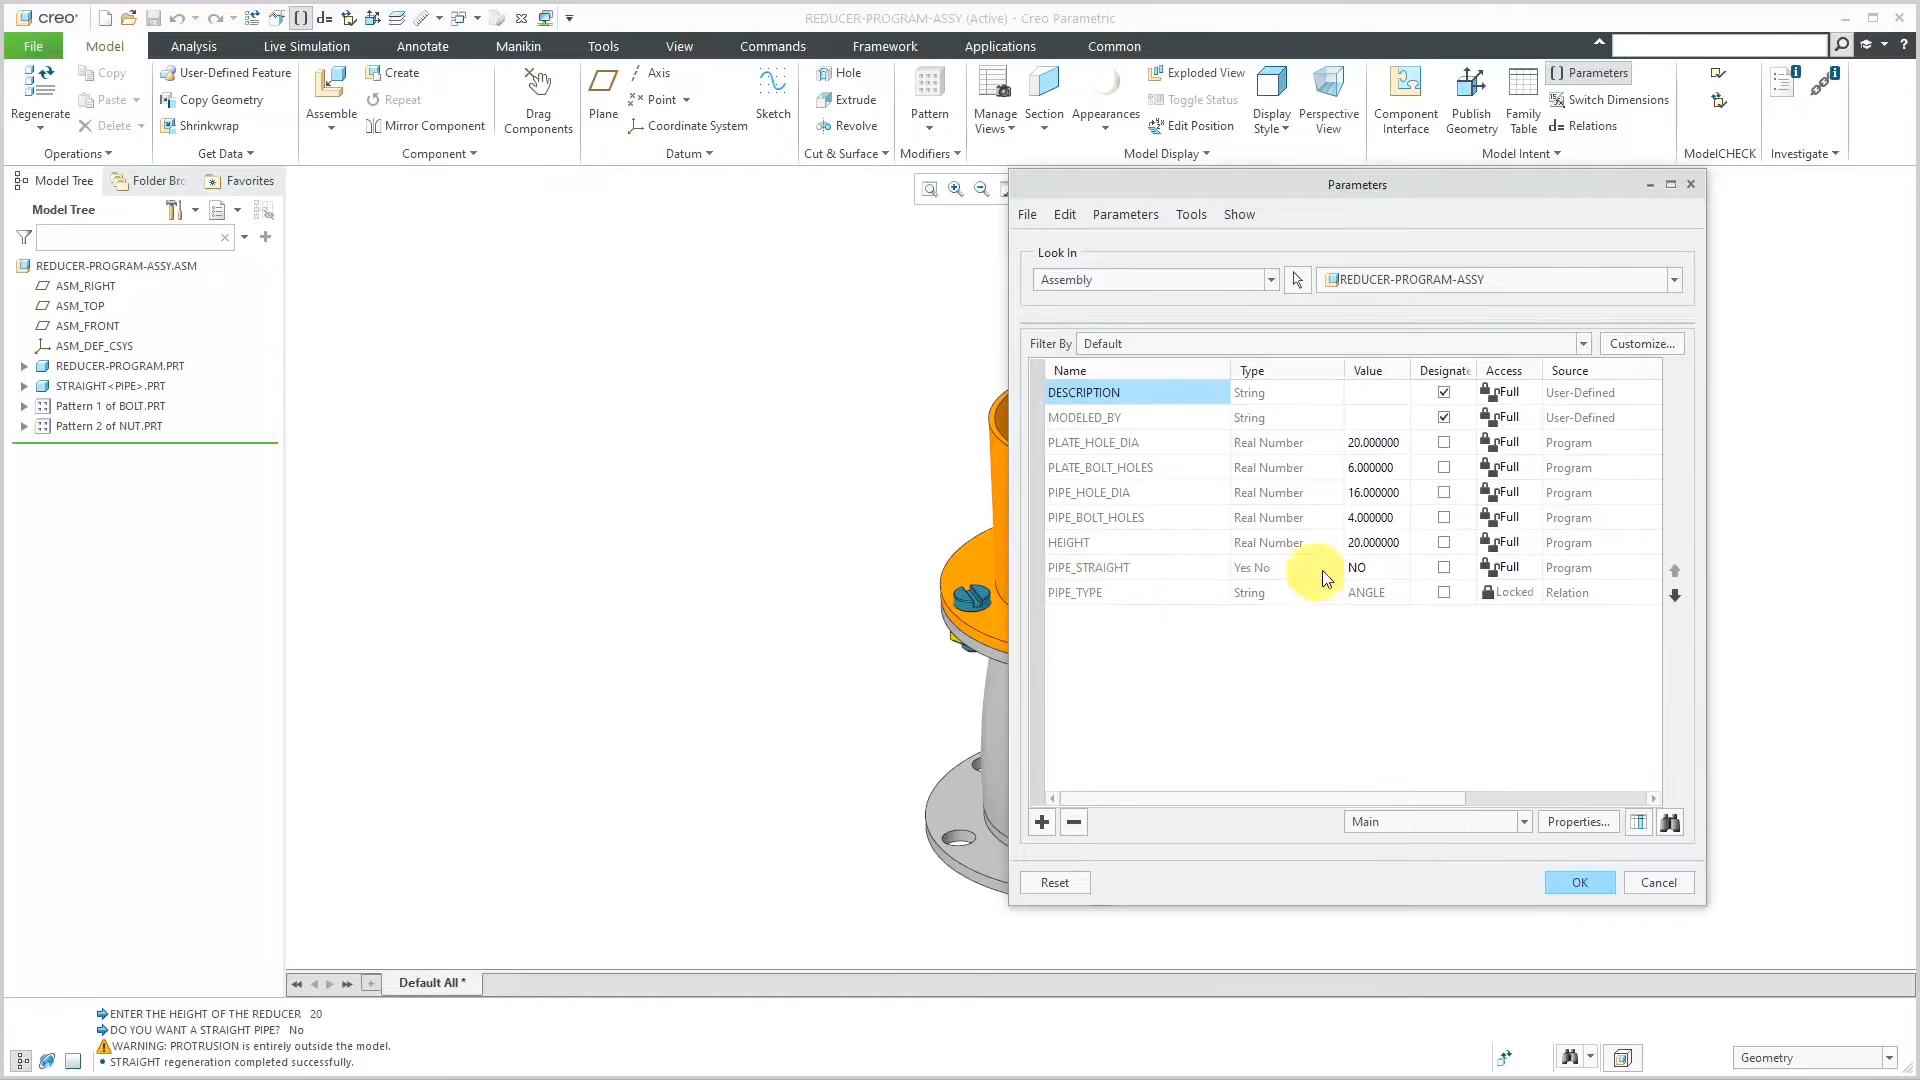 creo
REDUCER-PROGRAM-ASSY (Active) - Creo Parametric
File Model Analysis Live Simulation Annotate Manikin Tools View Commands Framework Applications Common
Regenerate
Copy
Paste
Delete
Operations
User-Defined Feature
Copy Geometry
Shrinkwrap
Get Data
Assemble
Create
Repeat
Mirror Component
Component
Drag
Components
Plane
Axis
Point
Coordinate System
Sketch
Datum
Hole
Extrude
Revolve
Cut & Surface
Pattern
Modifiers
Manage
Views
Section
Appearances
Exploded View
Toggle Status
Edit Position
Display
Style
Perspective
View
Model Display
Component
Interface
Publish
Geometry
Family
Table
Parameters
Switch Dimensions
d= Relations
Model Intent
ModelCHECK
Investigate
Model Tree Folder Bro Favorites
Model Tree
REDUCER-PROGRAM-ASSY.ASM
ASM_RIGHT
ASM_TOP
ASM_FRONT
ASM_DEF_CSYS
REDUCER-PROGRAM.PRT
STRAIGHT<PIPE>.PRT
Pattern 1 of BOLT.PRT
Pattern 2 of NUT.PRT
Parameters
File Edit Parameters Tools Show
Look In
Assembly REDUCER-PROGRAM-ASSY
Filter By Default Customize...
Name Type Value Designate Access Source
DESCRIPTION String Full User-Defined
MODELED_BY String Full User-Defined
PLATE_HOLE_DIA Real Number 20.000000 Full Program
PLATE_BOLT_HOLES Real Number 6.000000 Full Program
PIPE_HOLE_DIA Real Number 16.000000 Full Program
PIPE_BOLT_HOLES Real Number 4.000000 Full Program
HEIGHT Real Number 20.000000 Full Program
PIPE_STRAIGHT Yes No NO Full Program
PIPE_TYPE String ANGLE Locked Relation
Main Properties...
Reset OK Cancel
Default All *
ENTER THE HEIGHT OF THE REDUCER 20
DO YOU WANT A STRAIGHT PIPE? No
WARNING: PROTRUSION is entirely outside the model.
• STRAIGHT regeneration completed successfully.
Geometry